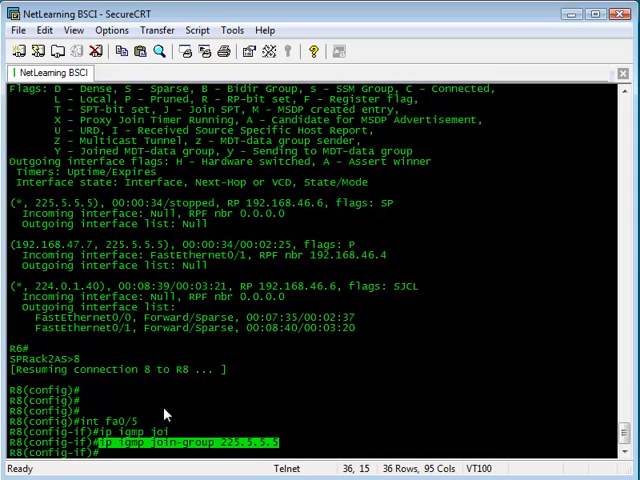 NetLearning BSCI - SecureCRT
File Edit View Options Transfer Script Tools Help
NetLearning BSCI
Flags: D - Dense, S - Sparse, B - Bidir Group, s - SSM Group, C - Connected,
L - Local, P - Pruned, R - RP-bit set, F - Register flag,
T - SPT-bit set, J - Join SPT, M - MSDP created entry,
X - Proxy Join Timer Running, A - Candidate for MSDP Advertisement,
U - URD, I - Received Source Specific Host Report,
Z - Multicast Tunnel, z - MDT-data group sender,
Y - Joined MDT-data group, y - Sending to MDT-data group
Outgoing interface flags: H - Hardware switched, A - Assert winner
Timers: Uptime/Expires
Interface state: Interface, Next-Hop or VCD, State/Mode
(*, 225.5.5.5), 00:00:34/stopped, RP 192.168.46.6, flags: SP
Incoming interface: Null, RPF nbr 0.0.0.0
Outgoing interface list: Null
(192.168.47.7, 225.5.5.5), 00:00:34/00:02:25, flags: P
Incoming interface: FastEthernet0/1, RPF nbr 192.168.46.4
Outgoing interface list: Null
(*, 224.0.1.40), 00:08:39/00:03:21, RP 192.168.46.6, flags: SJCL
Incoming interface: Null, RPF nbr 0.0.0.0
Outgoing interface list:
FastEthernet0/0, Forward/Sparse, 00:07:35/00:02:37
FastEthernet0/1, Forward/Sparse, 00:08:40/00:03:20
R6#
SPRack2AS>8
[Resuming connection 8 to R8 ... ]
R8(config)#
R8(config)#
R8(config)#
R8(config)#int fa0/5
R8(config-if)#ip igmp joi
R8(config-if)#ip igmp join-group 225.5.5.5
R8(config-if)#
Ready Telnet 36, 15 36 Rows, 95 Cols VT100